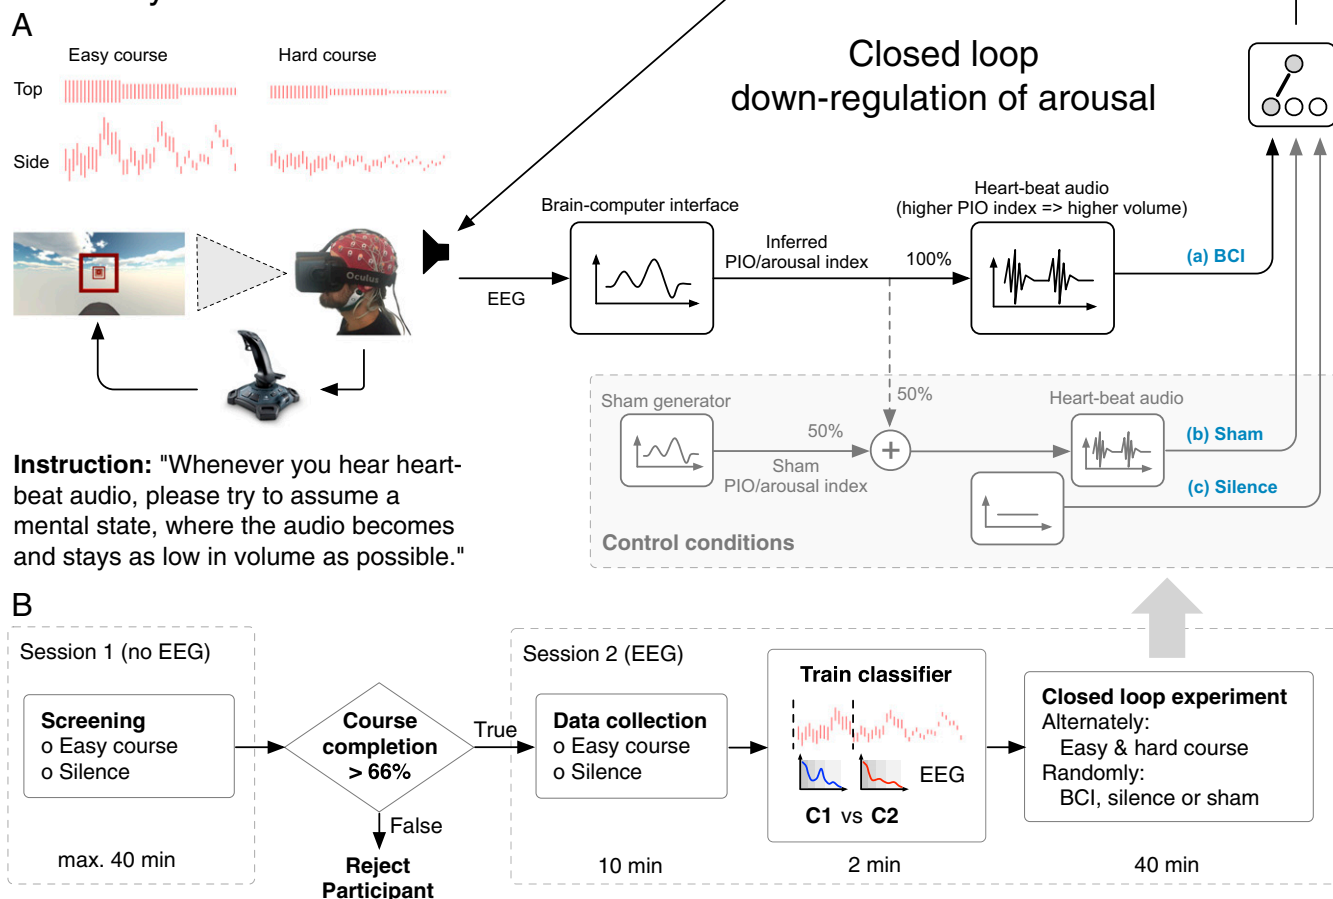 A
Easy course
Hard course
Top
Side
Closed loop
down-regulation of arousal
Oculus
EEG
Brain-computer interface
Inferred
PIO/arousal index
100%
Heart-beat audio
(higher PIO index => higher volume)
(a) BCI
50%
Sham generator
50%
Sham
PIO/arousal index
+
Heart-beat audio
(b) Sham
(c) Silence
Control conditions
Instruction: "Whenever you hear heart-
beat audio, please try to assume a
mental state, where the audio becomes
and stays as low in volume as possible."
B
Session 1 (no EEG)
Screening
o Easy course
o Silence
max. 40 min
Course
completion
> 66%
True
False
Reject
Participant
Session 2 (EEG)
Data collection
o Easy course
o Silence
10 min
Train classifier
EEG
C1 vs C2
2 min
Closed loop experiment
Alternately:
Easy & hard course
Randomly:
BCI, silence or sham
40 min